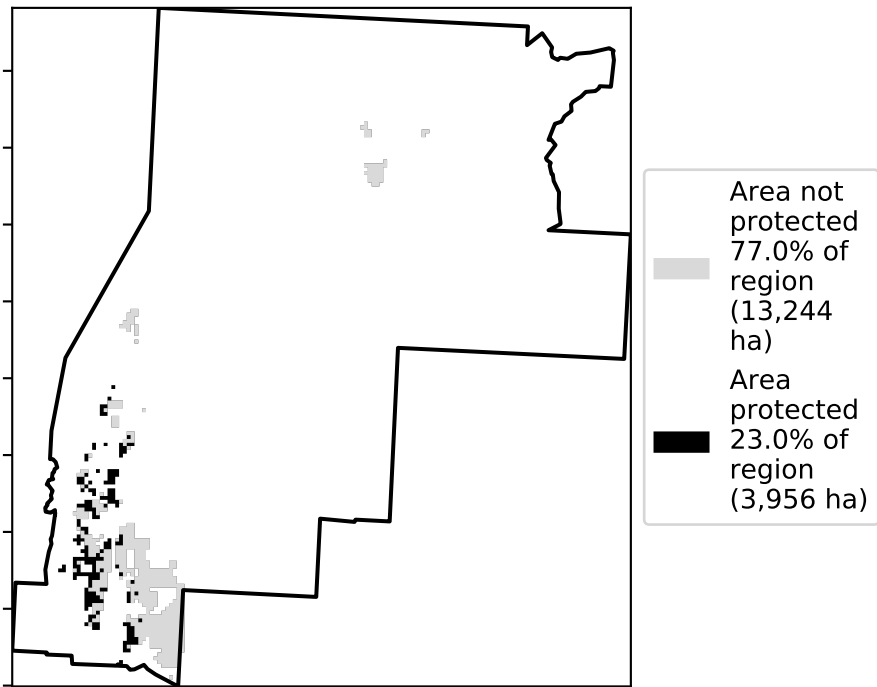 Area not
protected
77.0% of
region
(13,244
ha)
Area
protected
23.0% of
region
(3,956 ha)